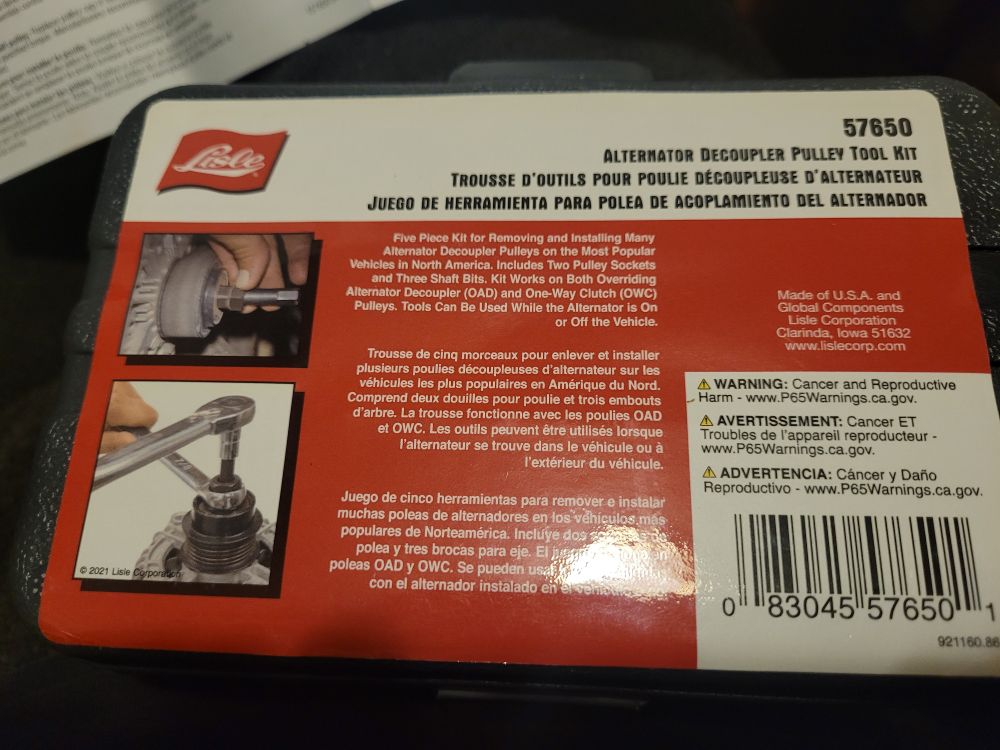 Lisle
57650
ALTERNATOR DECOUPLER PULLEY TOOL KIT
TROUSSE D'OUTILS POUR POULIE DÉCOUPLEUSE D'ALTERNATEUR
JUEGO DE HERRAMIENTA PARA POLEA DE ACOPLAMIENTO DEL ALTERNADOR
Five Piece Kit for Removing and Installing Many
Alternator Decoupler Pulleys on the Most Popular
Vehicles in North America. Includes Two Pulley Sockets
and Three Shaft Bits. Kit Works on Both Overriding
Alternator Decoupler (OAD) and One-Way Clutch (OWC)
Pulleys. Tools Can Be Used While the Alternator is On
or Off the Vehicle.
Trousse de cinq morceaux pour enlever et installer
plusieurs poulies découpleuses d'alternateur sur les
véhicules les plus populaires en Amérique du Nord.
Comprend deux douilles pour poulie et trois embouts
d'arbre. La trousse fonctionne avec les poulies OAD
et OWC. Les outils peuvent être utilisés lorsque
l'alternateur se trouve dans le véhicule ou à
l'extérieur du véhicule.
Juego de cinco herramientas para remover e instalar
muchas poleas de alternadores en los vehículos más
populares de Norteamérica. Incluye dos
polea y tres brocas para eje. El
poleas OAD y OWC. Se pueden
con el alternador instalado en el
© 2021 Lisle Corporation
Made of U.S.A. and
Global Components
Lisle Corporation
Clarinda, Iowa 51632
www.lislecorp.com
WARNING: Cancer and Reproductive
Harm - www.P65Warnings.ca.gov.
AVERTISSEMENT: Cancer ET
Troubles de l'appareil reproducteur -
www.P65Warnings.ca.gov.
ADVERTENCIA: Cáncer y Daño
Reproductivo - www.P65Warnings.ca.gov.
0 83045 57650 1
921160.86